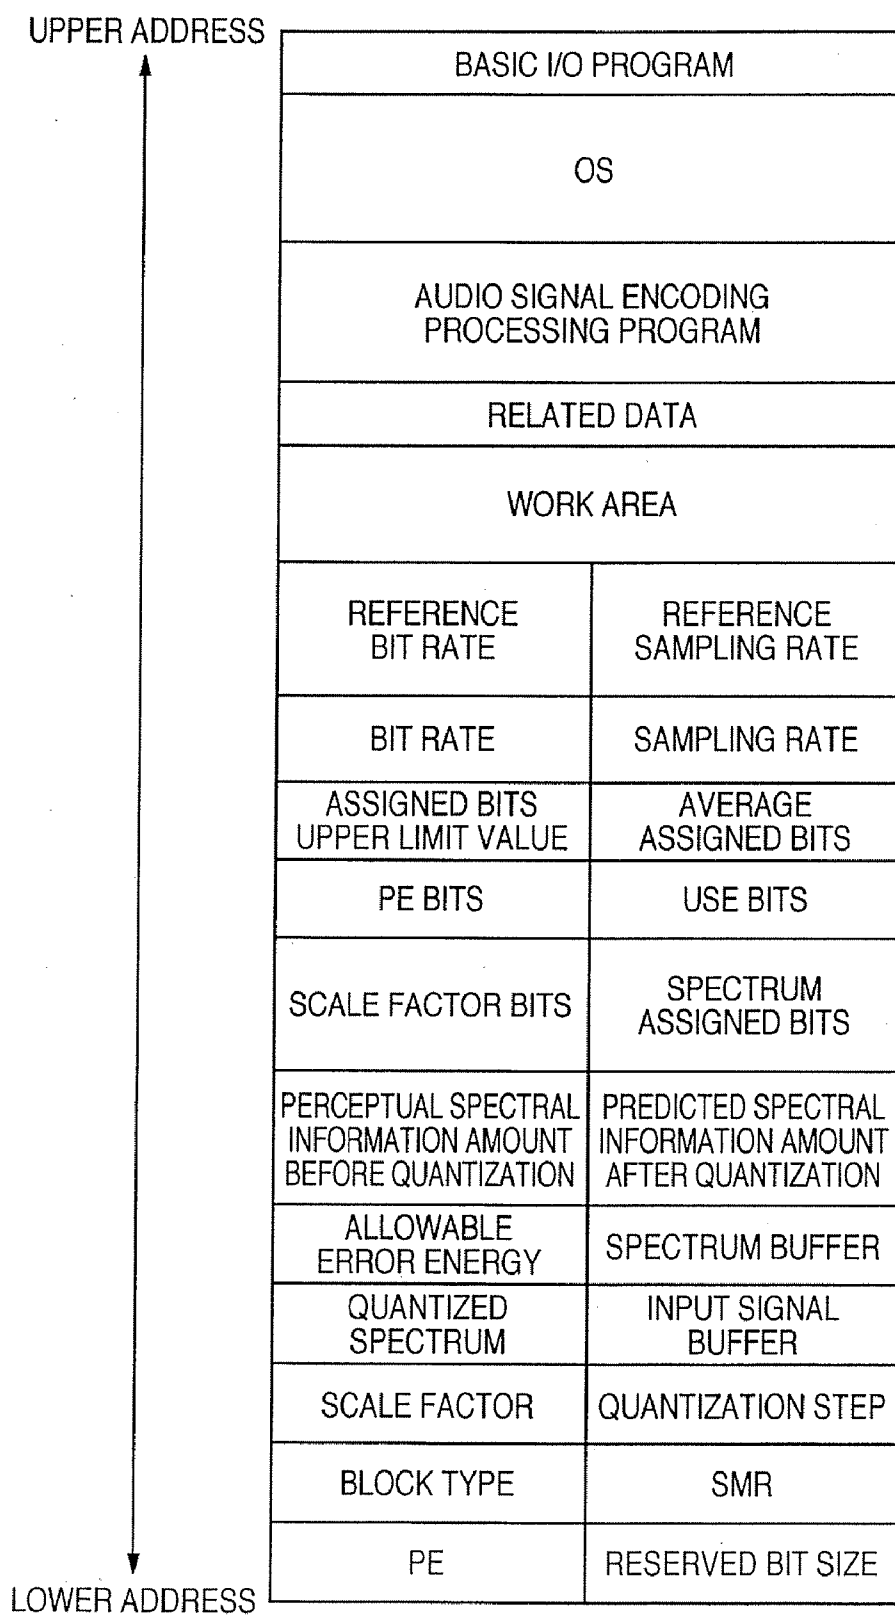 UPPER ADDRESS
BASIC I/O PROGRAM
OS
AUDIO SIGNAL ENCODING
PROCESSING PROGRAM
RELATED DATA
WORK AREA
REFERENCE
BIT RATE
REFERENCE
SAMPLING RATE
BIT RATE
SAMPLING RATE
ASSIGNED BITS
UPPER LIMIT VALUE
AVERAGE
ASSIGNED BITS
PE BITS
USE BITS
SCALE FACTOR BITS
SPECTRUM
ASSIGNED BITS
PERCEPTUAL SPECTRAL
INFORMATION AMOUNT
BEFORE QUANTIZATION
PREDICTED SPECTRAL
INFORMATION AMOUNT
AFTER QUANTIZATION
ALLOWABLE
ERROR ENERGY
SPECTRUM BUFFER
QUANTIZED
SPECTRUM
INPUT SIGNAL
BUFFER
SCALE FACTOR
QUANTIZATION STEP
BLOCK TYPE
SMR
PE
RESERVED BIT SIZE
LOWER ADDRESS